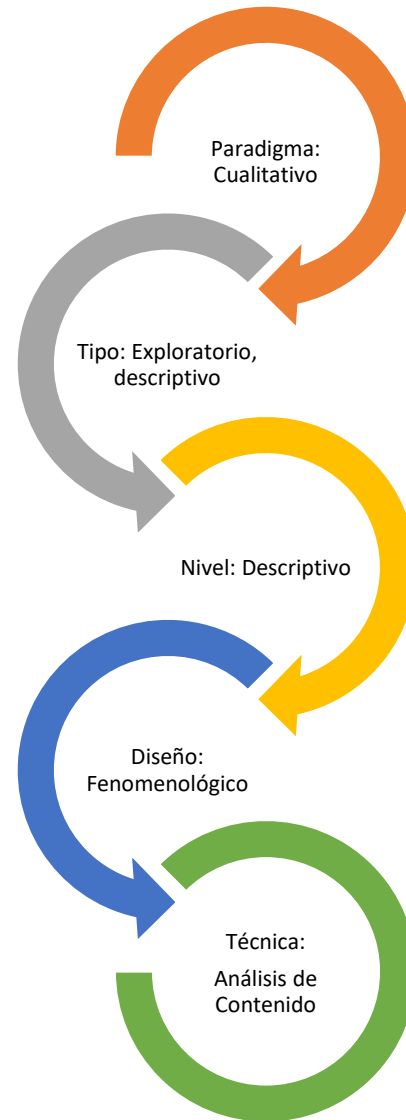 Paradigma:
Cualitativo
Tipo: Exploratorio,
descriptivo
Nivel: Descriptivo
Diseño:
Fenomenológico
Técnica:
Análisis de
Contenido